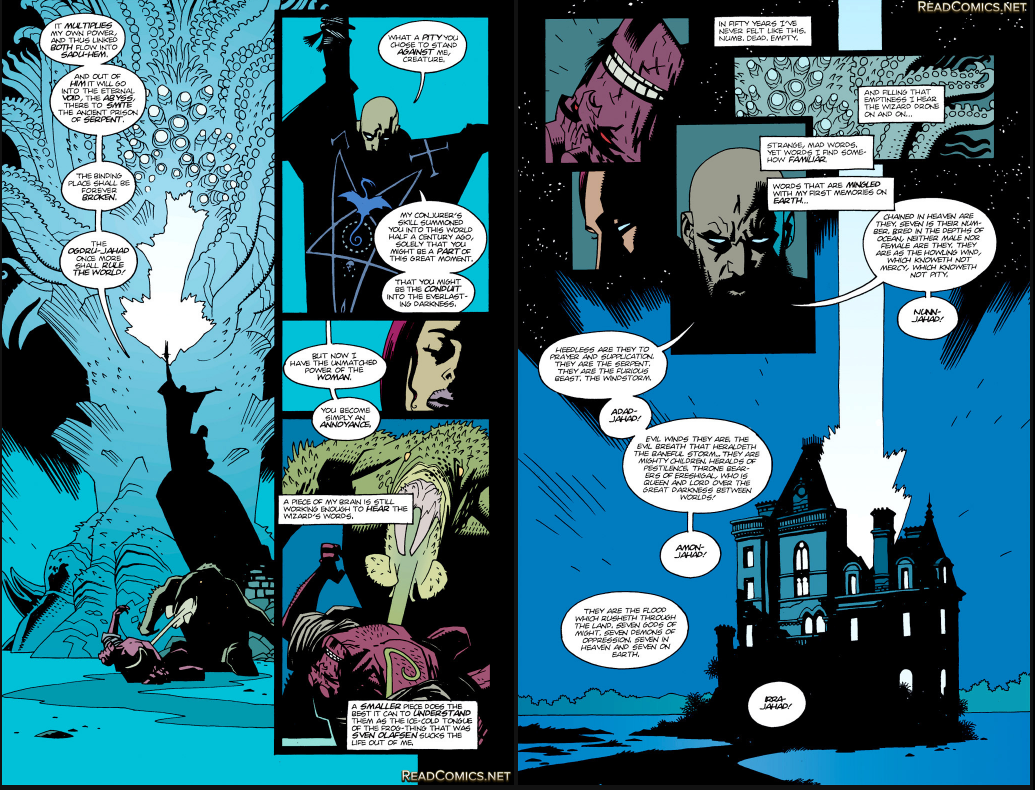 IT MULTIPLIES
MY OWN POWER,
AND THUS LINKED
BOTH FLOW INTO
SADU-HEM.
AND OUT OF
HIM IT WILL GO
INTO THE ETERNAL
VOID, THE ABYSS,
THERE TO SMITE
THE ANCIENT PRISON
OF SERPENT.
THE BINDING
PLACE SHALL BE
FOREVER
BROKEN.
THE
OGDRU-JAHAD
ONCE MORE
SHALL RULE
THE WORLD!
WHAT A PITY YOU
CHOSE TO STAND
AGAINST ME,
CREATURE.
MY CONJURER'S
SKILL SUMMONED
YOU INTO THIS WORLD
HALF A CENTURY AGO,
SOLELY THAT YOU
MIGHT BE A PART OF
THIS GREAT MOMENT.
THAT YOU MIGHT
BE THE CONDUIT
INTO THE EVERLAST-
ING DARKNESS.
BUT NOW I
HAVE THE UNMATCHED
POWER OF THE
WOMAN.
YOU BECOME
SIMPLY AN
ANNOYANCE.
A PIECE OF MY BRAIN IS STILL
WORKING ENOUGH TO HEAR THE
WIZARD'S WORDS.
A SMALLER PIECE DOES THE
BEST IT CAN TO UNDERSTAND
THEM AS THE ICE-COLD TONGUE
OF THE FROG-THING THAT WAS
SVEN OLAFSEN SUCKS THE
LIFE OUT OF ME.
READCOMICS.NET
READCOMICS.NET
IN FIFTY YEARS I'VE
NEVER FELT LIKE THIS.
NUMB. DEAD. EMPTY.
AND FILLING THAT
EMPTINESS I HEAR
THE WIZARD DRONE
ON AND ON...
STRANGE, MAD WORDS.
YET WORDS I FIND SOME-
HOW FAMILIAR.
WORDS THAT ARE MINGLED
WITH MY FIRST MEMORIES ON
EARTH...
CHAINED IN HEAVEN ARE
THEY, SEVEN IS THEIR NUM-
BER. BRED IN THE DEPTHS OF
OCEAN, NEITHER MALE NOR
FEMALE ARE THEY. THEY
ARE AS THE HOWLING WIND,
WHICH KNOWETH NOT
MERCY, WHICH KNOWETH
NOT PITY.
NUNN-
JAHAD!
HEEDLESS ARE THEY TO
PRAYER AND SUPPLICATION.
THEY ARE THE SERPENT.
THEY ARE THE FURIOUS
BEAST. THE WINDSTORM.
ADAD-
JAHAD!
EVIL WINDS THEY ARE, THE
EVIL BREATH THAT HERALDETH
THE BANEFUL STORM... THEY ARE
MIGHTY CHILDREN, HERALDS OF
PESTILENCE. THRONE BEAR-
ERS OF ERESHIGAL, WHO IS
QUEEN AND LORD OVER THE
GREAT DARKNESS BETWEEN
WORLDS!
AMON-
JAHAD!
THEY ARE THE FLOOD
WHICH RUSHETH THROUGH
THE LAND. SEVEN GODS OF
MIGHT, SEVEN DEMONS OF
OPPRESSION. SEVEN IN
HEAVEN AND SEVEN ON
EARTH.
IRRA-
JAHAD!